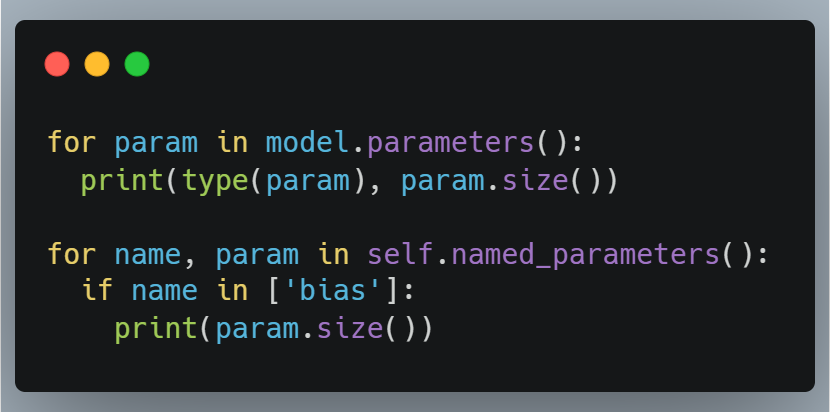 for param in model.parameters():
  print(type(param), param.size())

for name, param in self.named_parameters():
  if name in ['bias']:
    print(param.size())